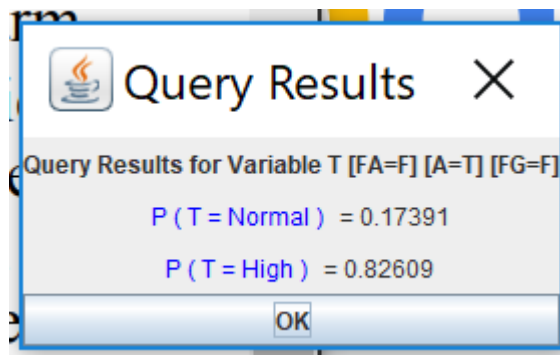 Query Results
Query Results for Variable T [FA=F] [A=T] [FG=F]
P ( T = Normal ) = 0.17391
P ( T = High ) = 0.82609
OK